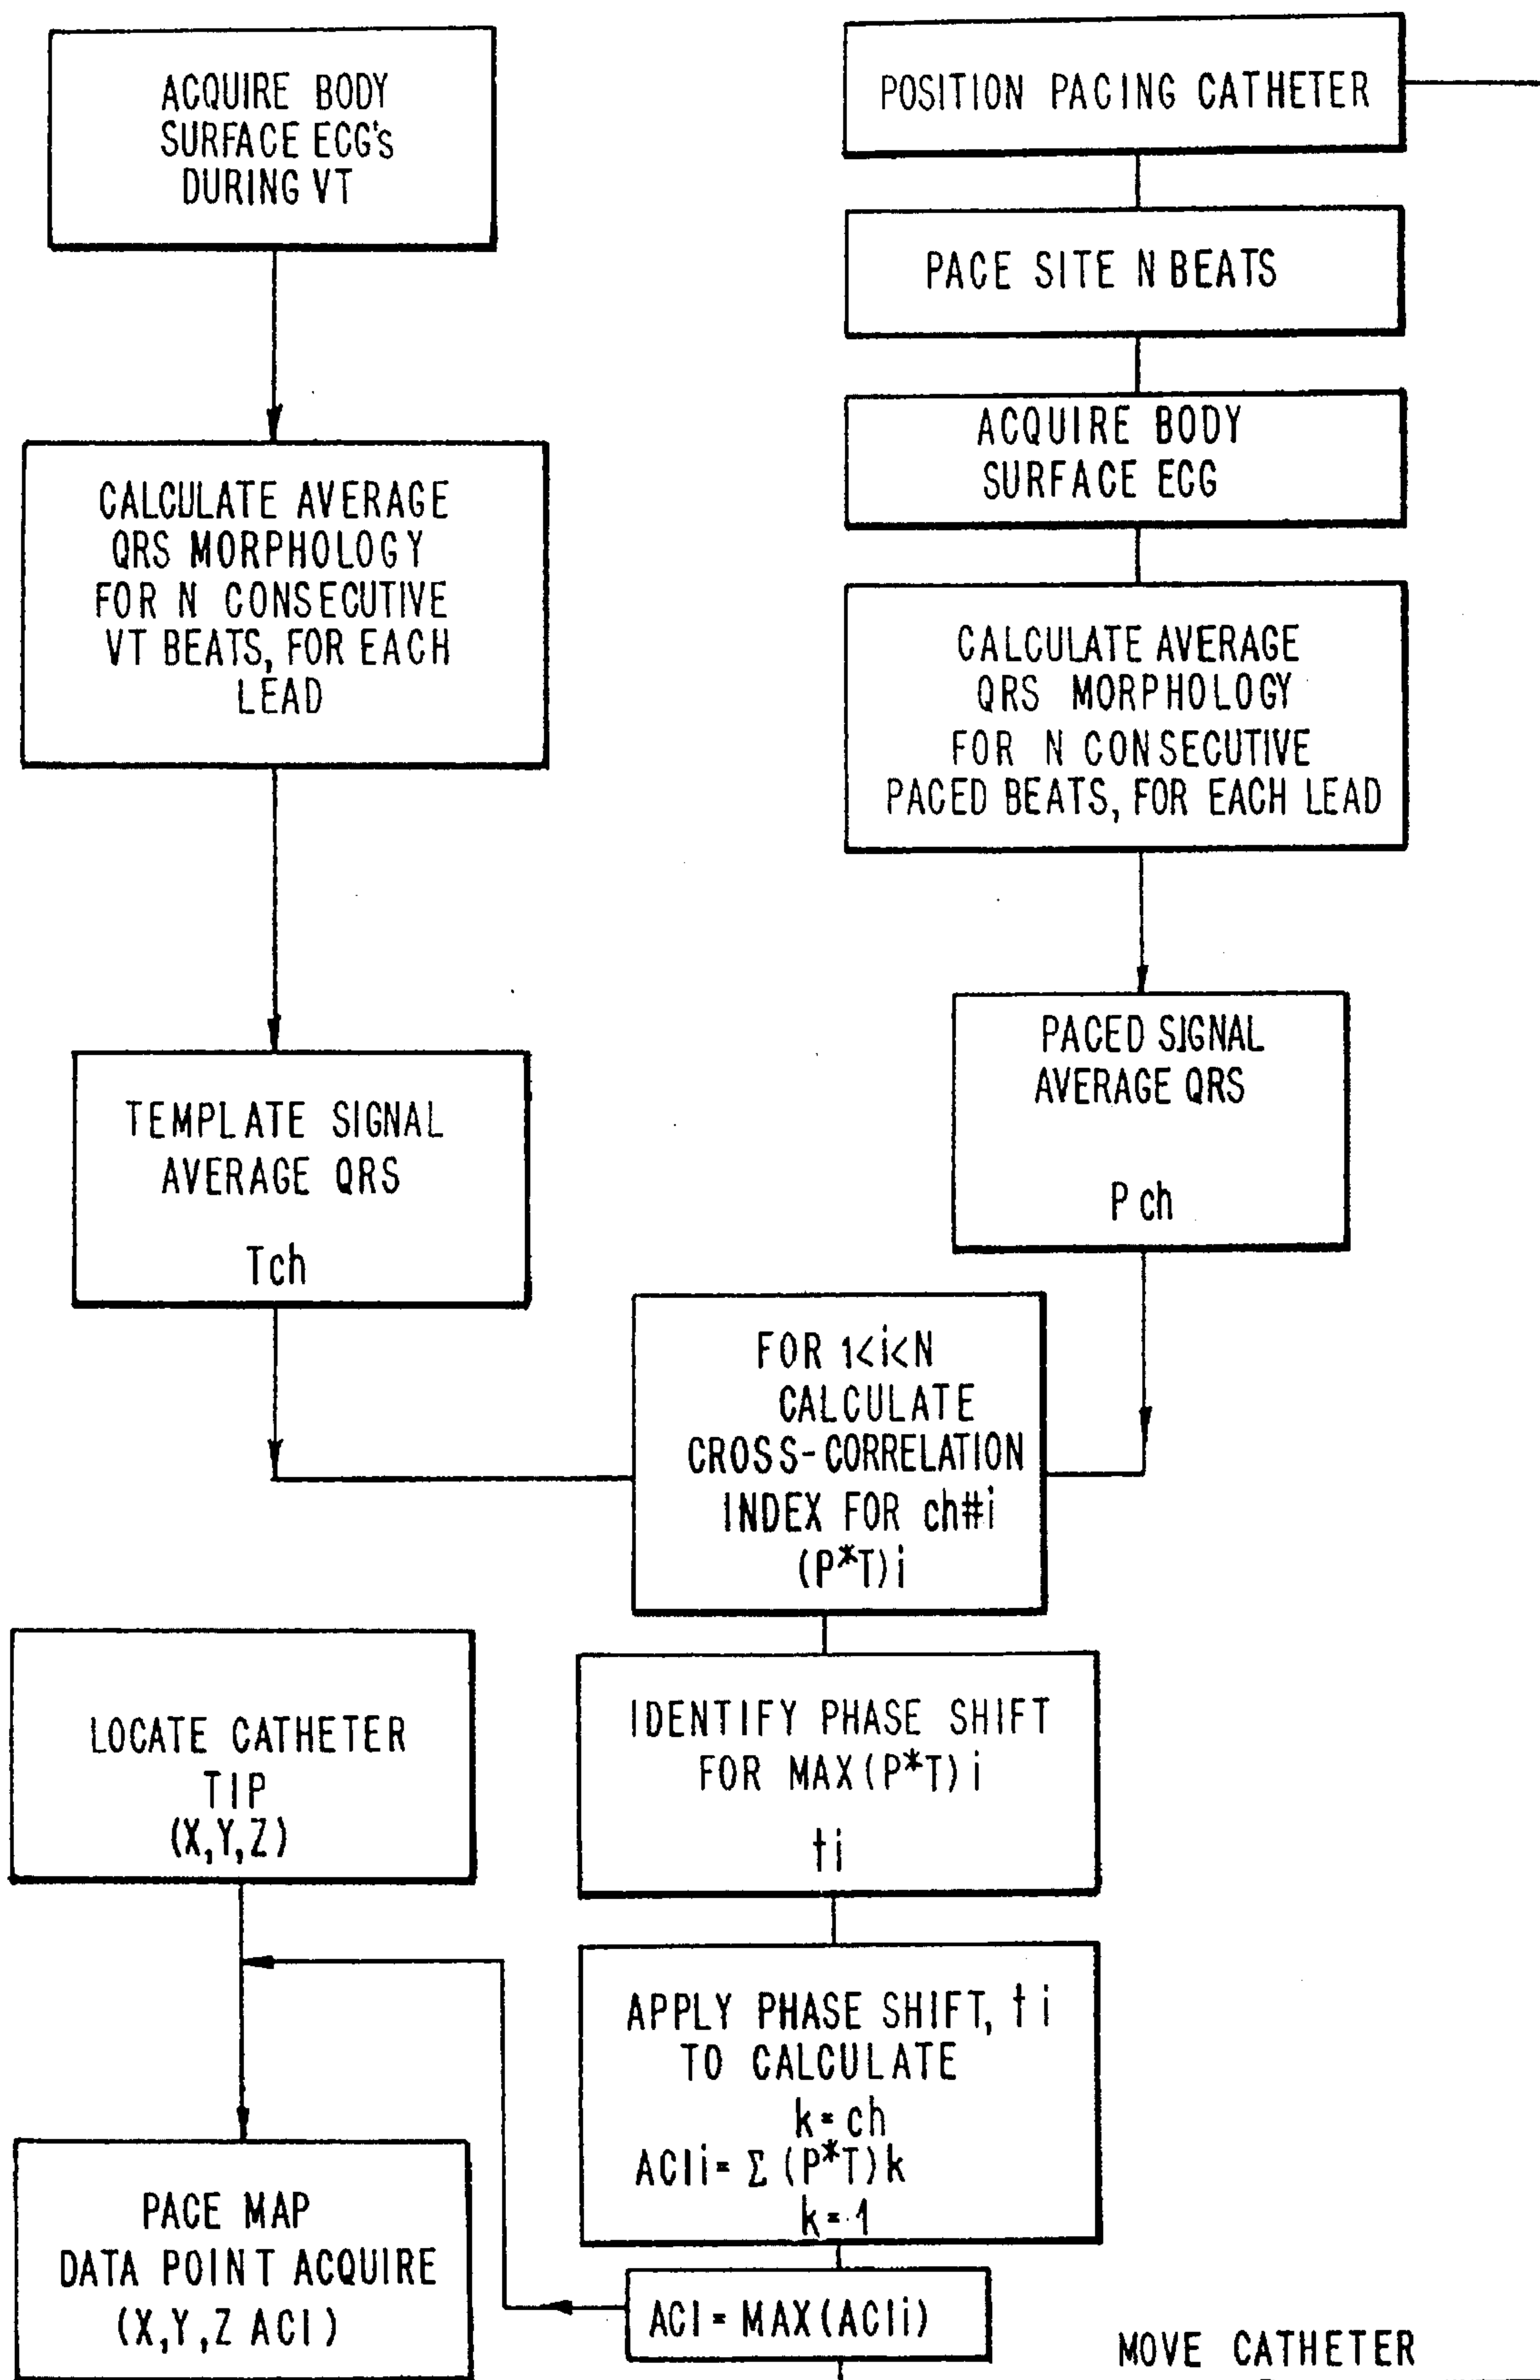 ACQUIRE BODY
SURFACE ECG's
DURING VT
CALCULATE AVERAGE
QRS MORPHOLOGY
FOR N CONSECUTIVE
VT BEATS, FOR EACH
LEAD
TEMPLATE SIGNAL
AVERAGE QRS
Tch
POSITION PACING CATHETER
PACE SITE N BEATS
ACQUIRE BODY
SURFACE ECG
CALCULATE AVERAGE
QRS MORPHOLOGY
FOR N CONSECUTIVE
PACED BEATS, FOR EACH LEAD
PACED SIGNAL
AVERAGE QRS
Pch
FOR 1<i<N
CALCULATE
CROSS-CORRELATION
INDEX FOR ch#i
(P*T)i
IDENTIFY PHASE SHIFT
FOR MAX(P*T)i
ti
APPLY PHASE SHIFT, ti
TO CALCULATE
k=ch
ACIi=Σ(P*T)k
k=1
ACI=MAX(ACIi)
LOCATE CATHETER
TIP
(X,Y,Z)
PACE MAP
DATA POINT ACQUIRE
(X,Y,Z ACI)
MOVE CATHETER